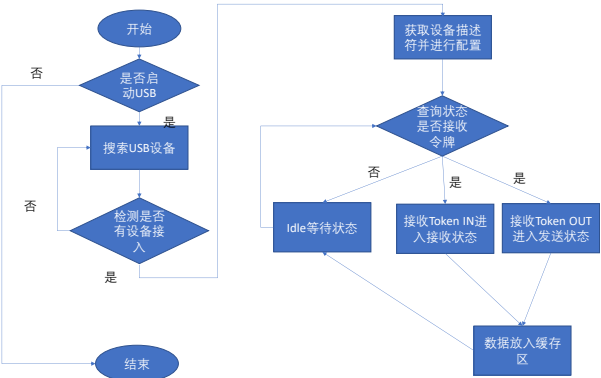 开始
是否启
动USB
否
是
搜索USB设备
检测是否
有设备接
入
否
是
结束
获取设备描述
符并进行配置
查询状态
是否接收
令牌
否
是
是
Idle等待状态
接收Token IN进
入接收状态
接收Token OUT
进入发送状态
数据放入缓存
区